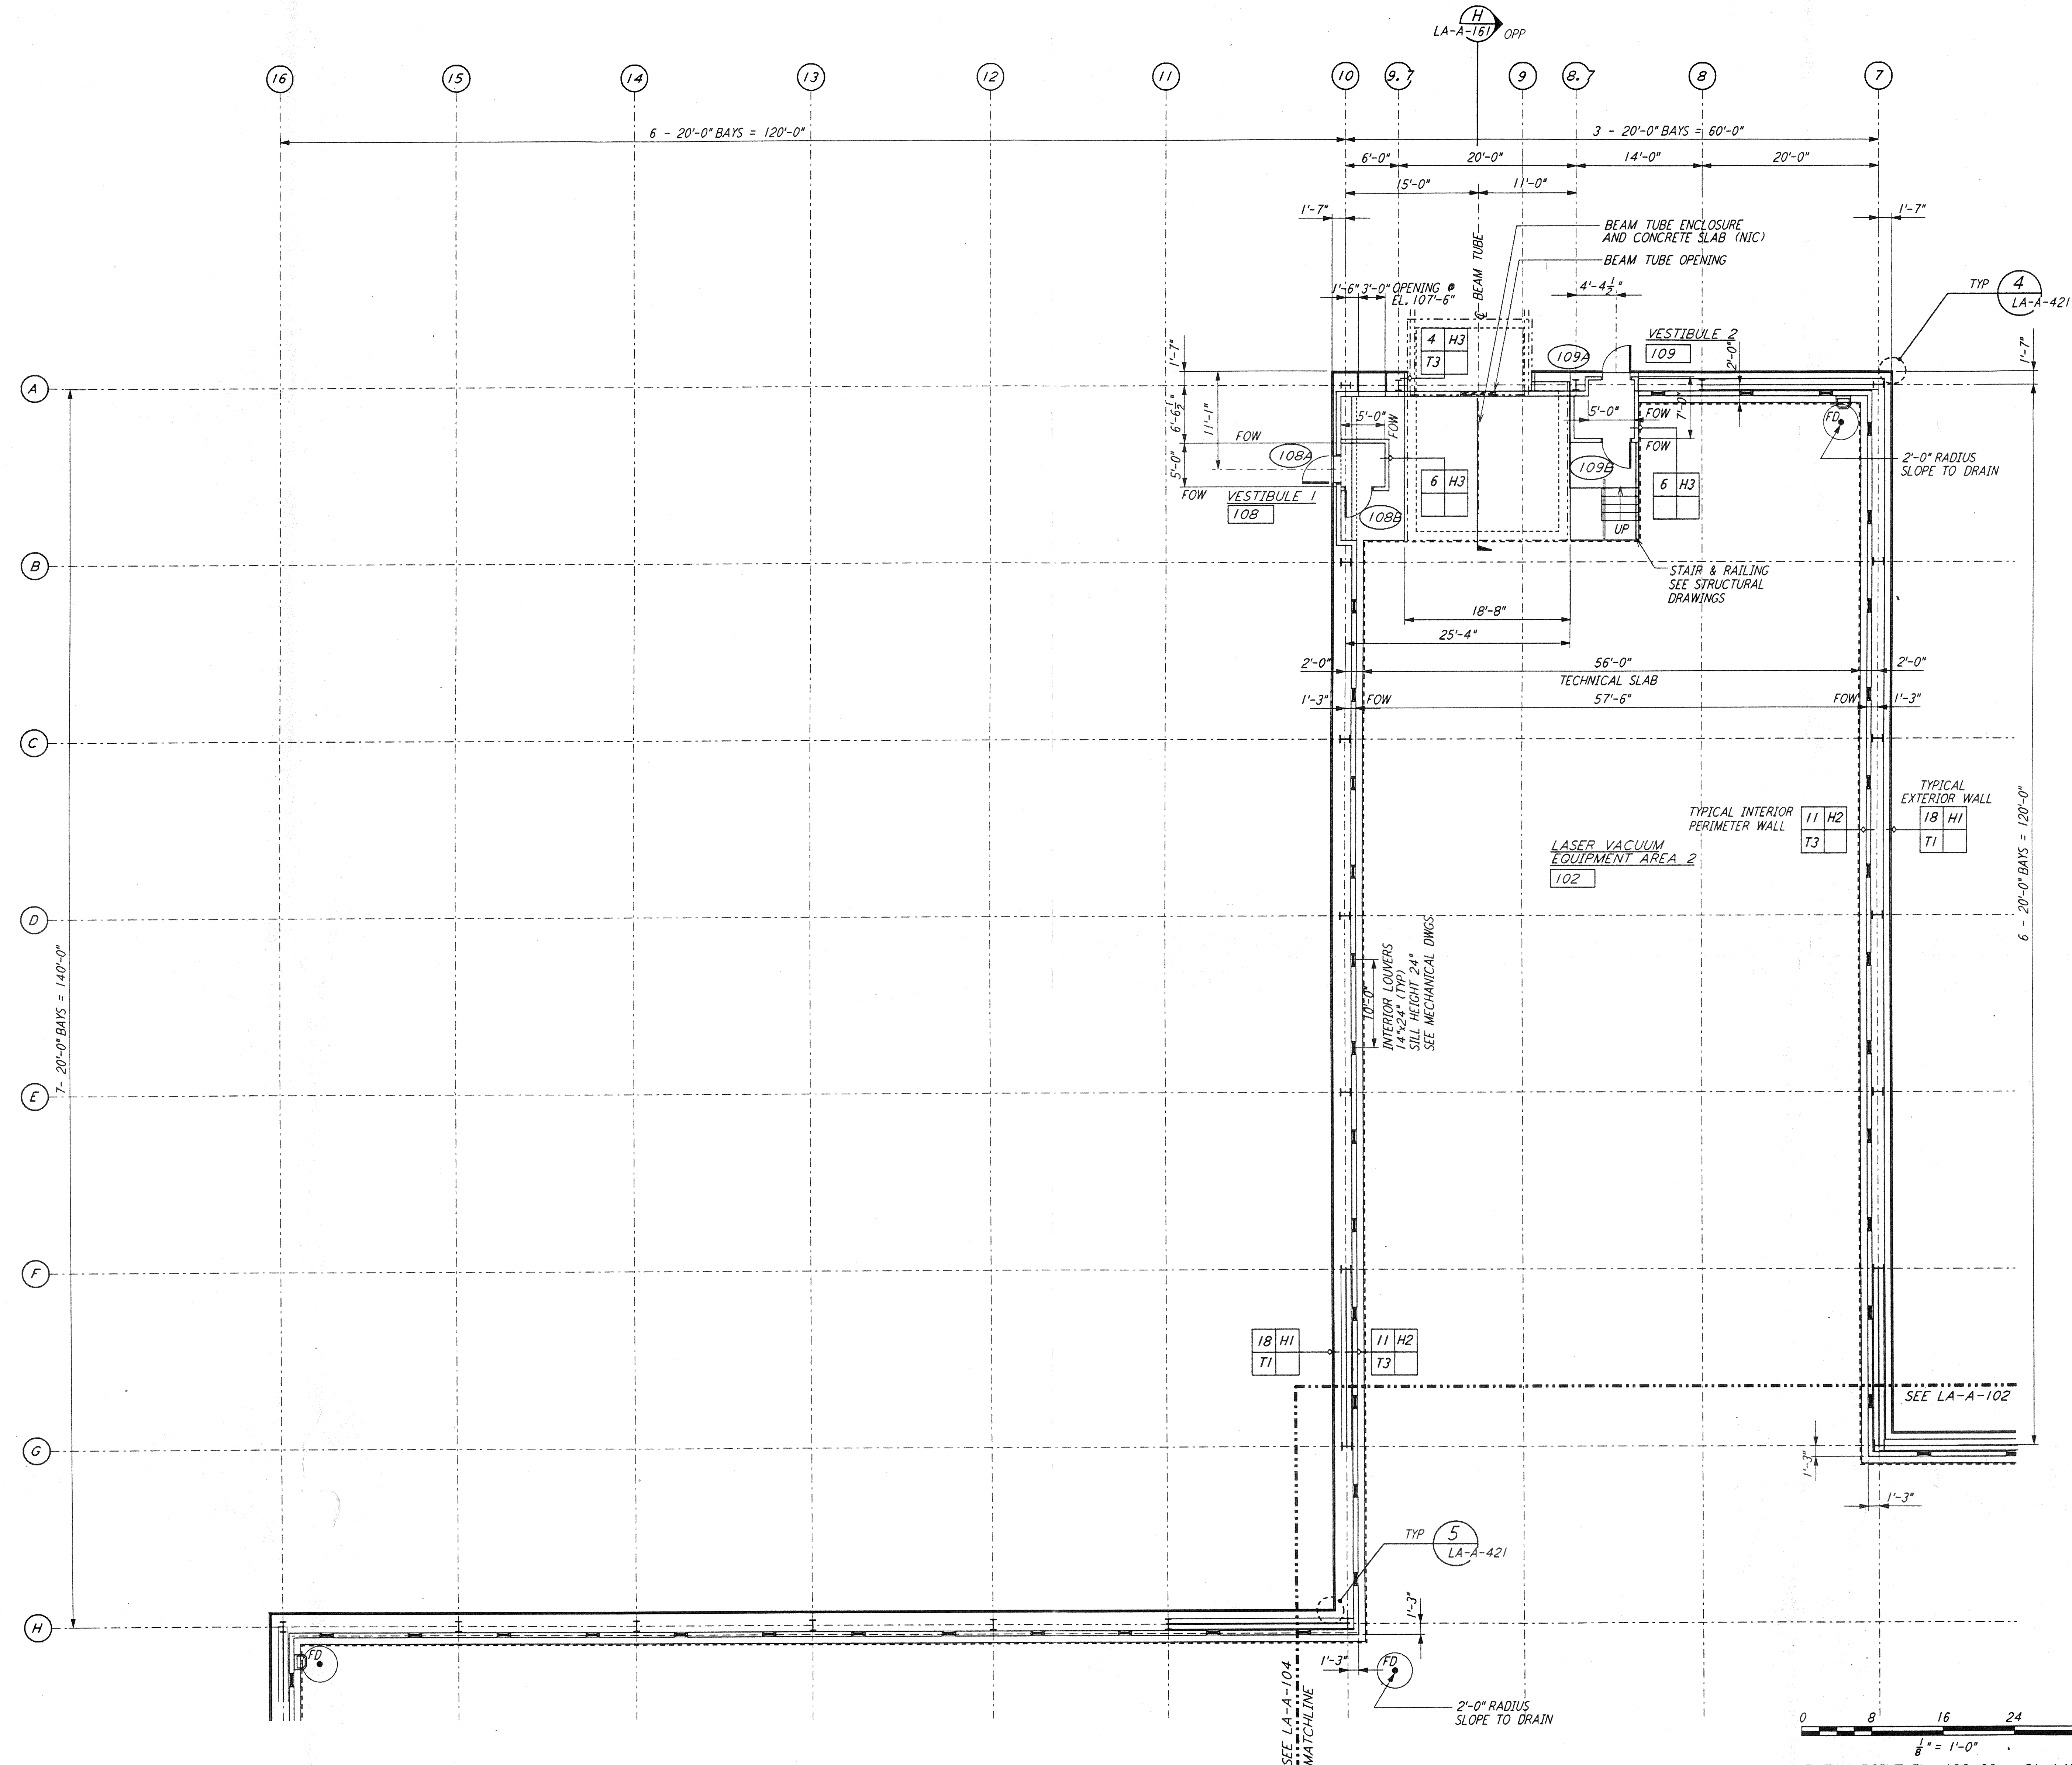 H
LA-A-161 OPP
16 15 14 13 12 11 10 9.7 9 8.7 8 7
6 - 20'-0" BAYS = 120'-0"
3 - 20'-0" BAYS = 60'-0"
6'-0" 20'-0" 14'-0" 20'-0"
15'-0" 11'-0"
1'-7" 1'-7"
BEAM TUBE ENCLOSURE
AND CONCRETE SLAB (NIC)
BEAM TUBE OPENING
℄ BEAM TUBE
1'-6" 3'-0" OPENING @
EL. 107'-6"
4'-4 1/2"
TYP 4
LA-A-421
VESTIBULE 2
109
109A
2'-0"
1'-7"
1'-7"
4 H3
T3
A
6'-6 1/2"
11'-1"
5'-0"
5'-0"
FOW
FOW
FOW
5'-0"
FOW
7'-0"
FOW
FD
108A
109B
6 H3
6 H3
2'-0" RADIUS
SLOPE TO DRAIN
VESTIBULE 1
108
108B
UP
B
STAIR & RAILING
SEE STRUCTURAL
DRAWINGS
18'-8"
25'-4"
2'-0" 56'-0" 2'-0"
TECHNICAL SLAB
1'-3" FOW 57'-6" FOW 1'-3"
C
TYPICAL
EXTERIOR WALL
18 H1
T1
TYPICAL INTERIOR
PERIMETER WALL
11 H2
T3
6 - 20'-0" BAYS = 120'-0"
LASER VACUUM
EQUIPMENT AREA 2
102
D
7- 20'-0" BAYS = 140'-0"
10'-0"
INTERIOR LOUVERS
14"x24" (TYP)
SILL HEIGHT 24"
SEE MECHANICAL DWGS
E
F
18 H1
T1
11 H2
T3
SEE LA-A-102
G
1'-3"
1'-3"
TYP 5
LA-A-421
H
1'-3"
FD
1'-3"
FD
SEE LA-A-104
MATCHLINE
2'-0" RADIUS
SLOPE TO DRAIN
0 8 16 24
1/8" = 1'-0"